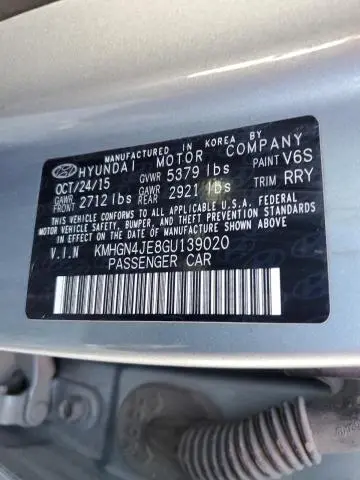 MANUFACTURED IN KOREA BY
HYUNDAI MOTOR COMPANY
OCT/24/15 GVWR 5379 lbs PAINT V6S
GAWR FRONT 2712 lbs GAWR REAR 2921 lbs TRIM RRY
THIS VEHICLE CONFORMS TO ALL APPLICABLE U.S.A. FEDERAL
MOTOR VEHICLE SAFETY, BUMPER, AND THEFT PREVENTION
STANDARDS IN EFFECT ON THE DATE OF MANUFACTURE SHOWN ABOVE.
V.I.N KMHGN4JE8GU139020
PASSENGER CAR